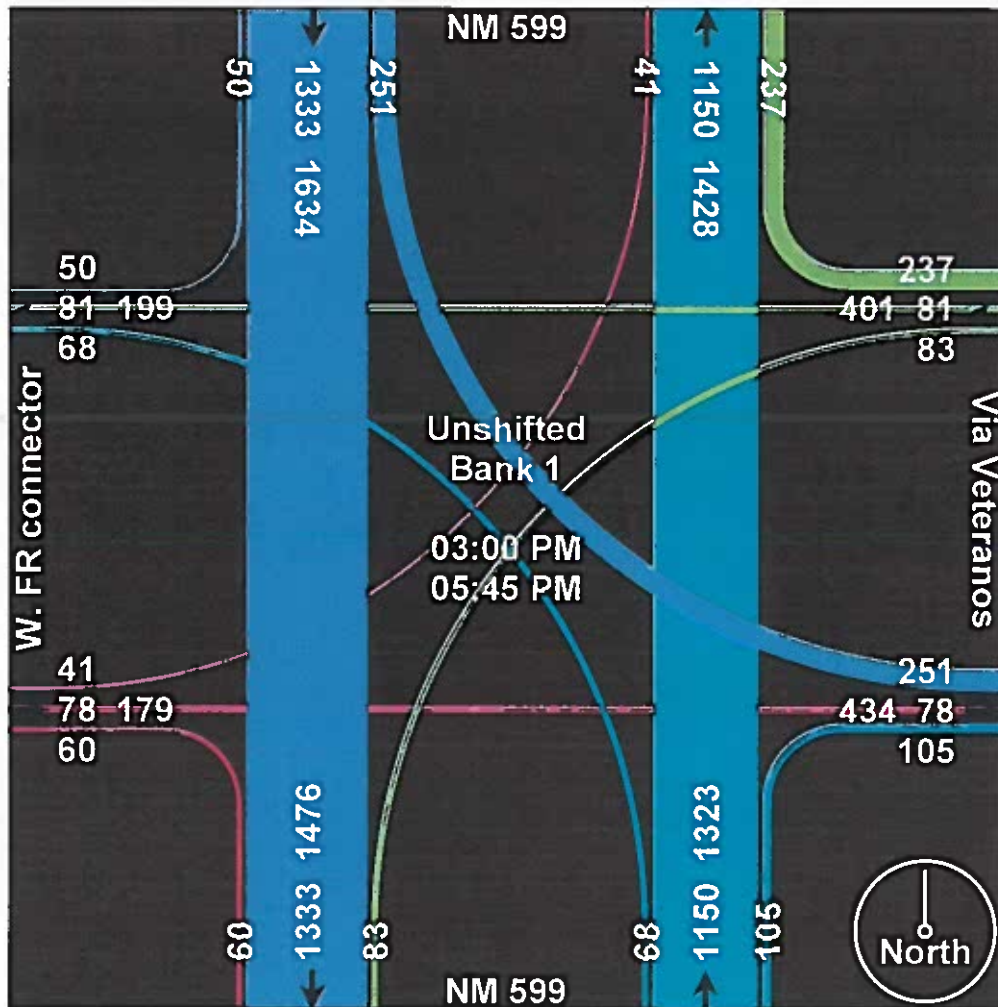 NM 599
50
1333 1634
251
41
1150 1428
237
50
81 199
68
237
401 81
83
W. FR connector
Unshifted
Bank 1
03:00 PM
05:45 PM
Via Veteranos
41
78 179
60
251
434 78
105
60
1333 1476
83
68
1150 1323
105
NM 599
North